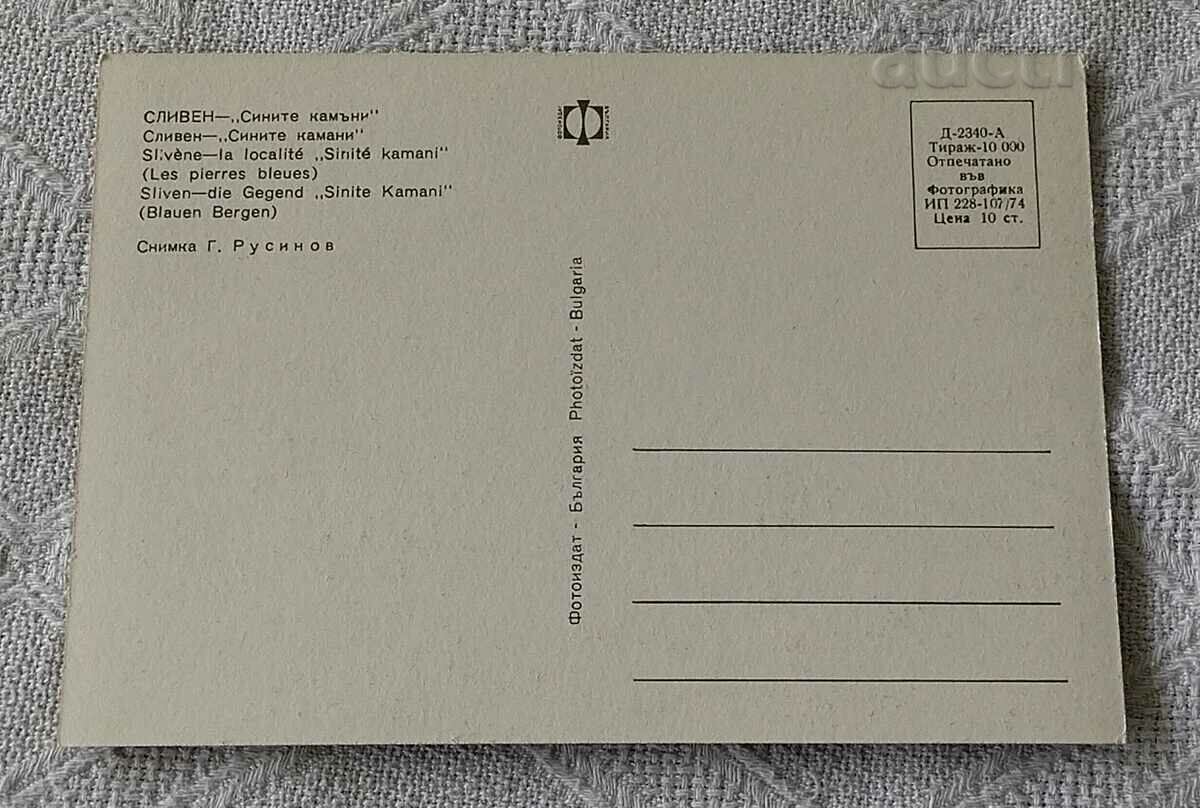 СЛИВЕН—„Сините камъни"
Сливен—„Сините камани"
Slivène—la localité „Sinité kamani"
(Les pierres bleues)
Sliven—die Gegend „Sinite Kamani"
(Blauen Bergen)
Снимка Г. Русинов
Фотоиздат - България Photoïzdat - Bulgaria
Д-2340-А
Тираж-10 000
Отпечатано
във
Фотографика
ИП 228-107/74
Цена 10 ст.
aucti